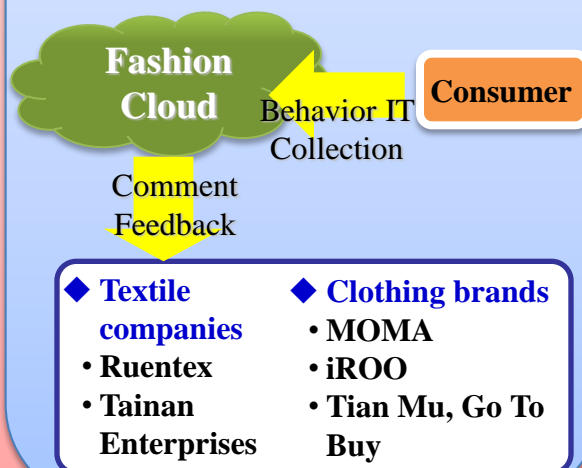 Fashion
Cloud
Consumer
Behavior IT
Collection
Comment
Feedback
◆ Textile
companies
• Ruentex
• Tainan
Enterprises
◆ Clothing brands
• MOMA
• iROO
• Tian Mu, Go To
Buy